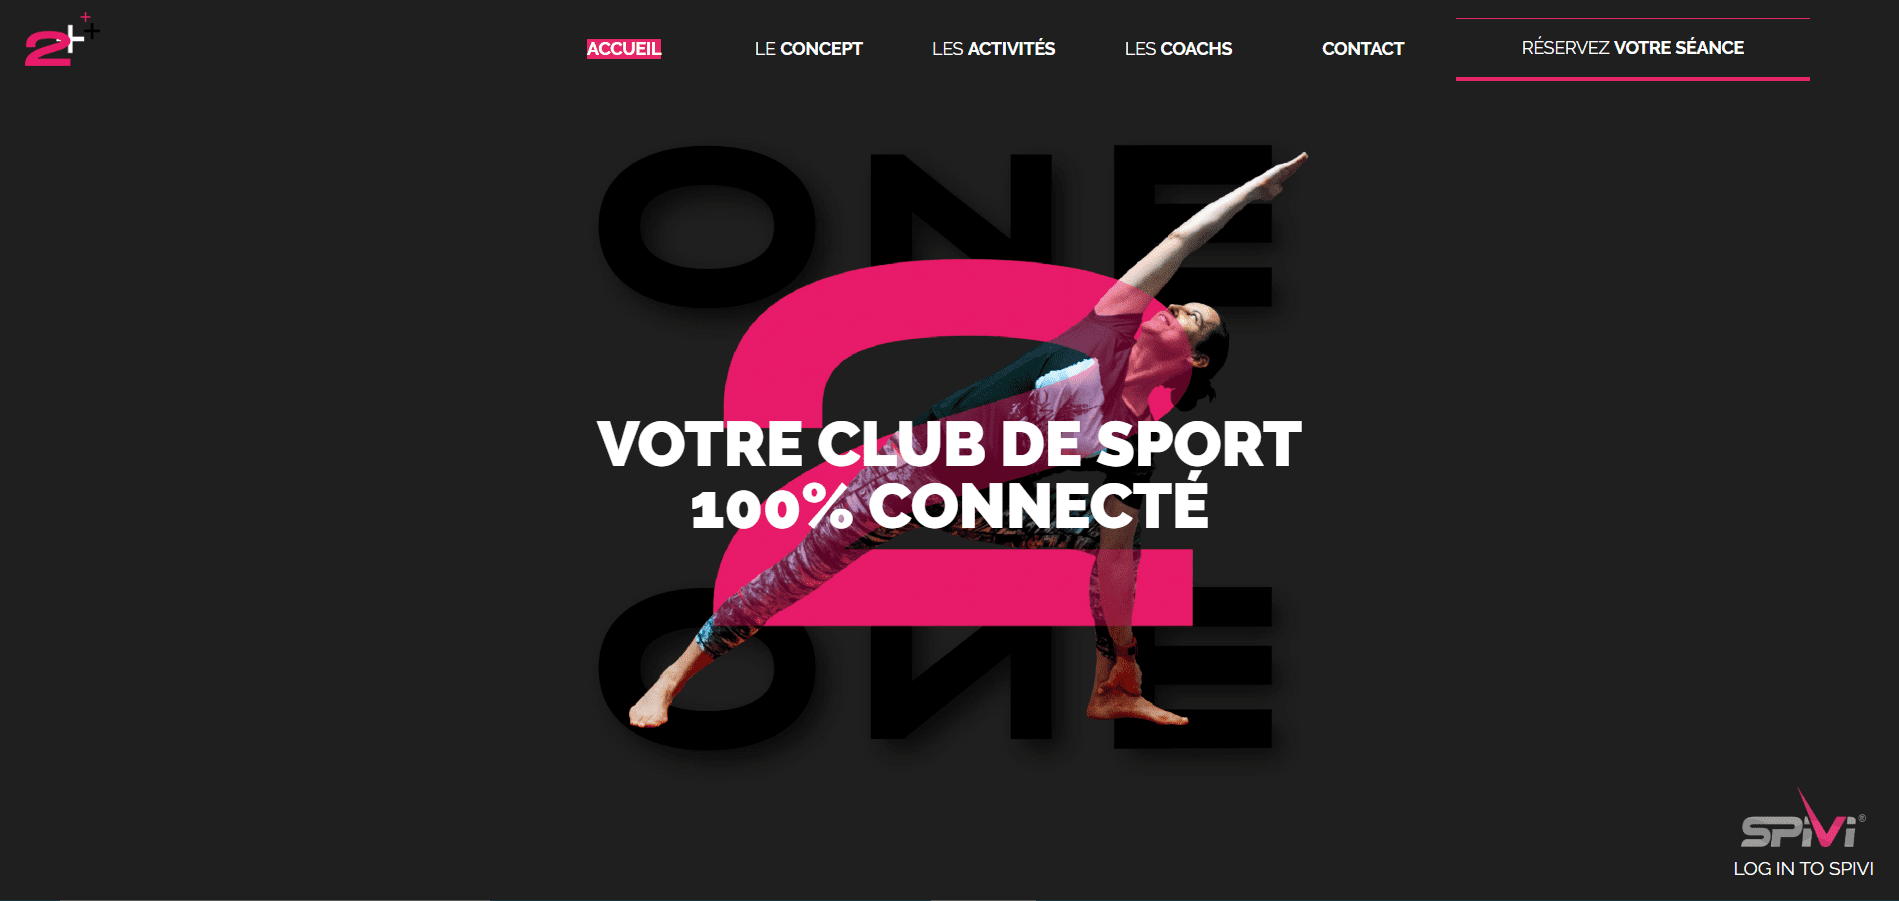 2
ACCUEIL
LE CONCEPT
LES ACTIVITÉS
LES COACHS
CONTACT
RÉSERVEZ VOTRE SÉANCE
ONE
2
VOTRE CLUB DE SPORT
100% CONNECTÉ
ONE
SPiVi®
LOG IN TO SPIVI